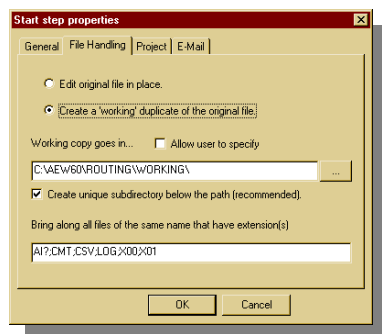 Start step properties
General File Handling Project E-Mail
Edit original file in place.
Create a 'working' duplicate of the original file.
Working copy goes in... Allow user to specify
C:\AEW60\ROUTING\WORKING\ ...
Create unique subdirectory below the path (recommended).
Bring along all files of the same name that have extension(s)
AI?;CMT;CSV;LOG;X00;X01
OK Cancel